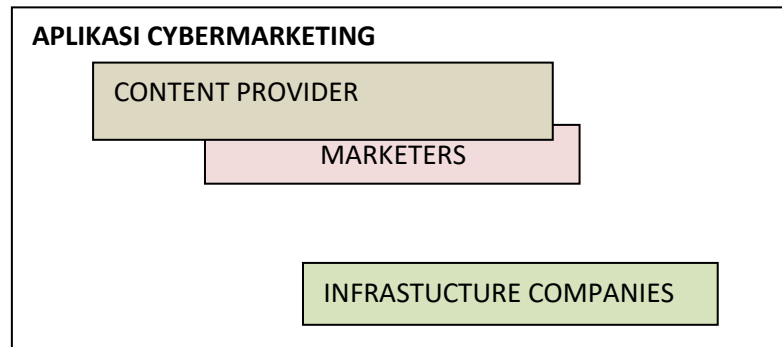 APLIKASI CYBERMARKETING
CONTENT PROVIDER
MARKETERS
INFRASTUCTURE COMPANIES